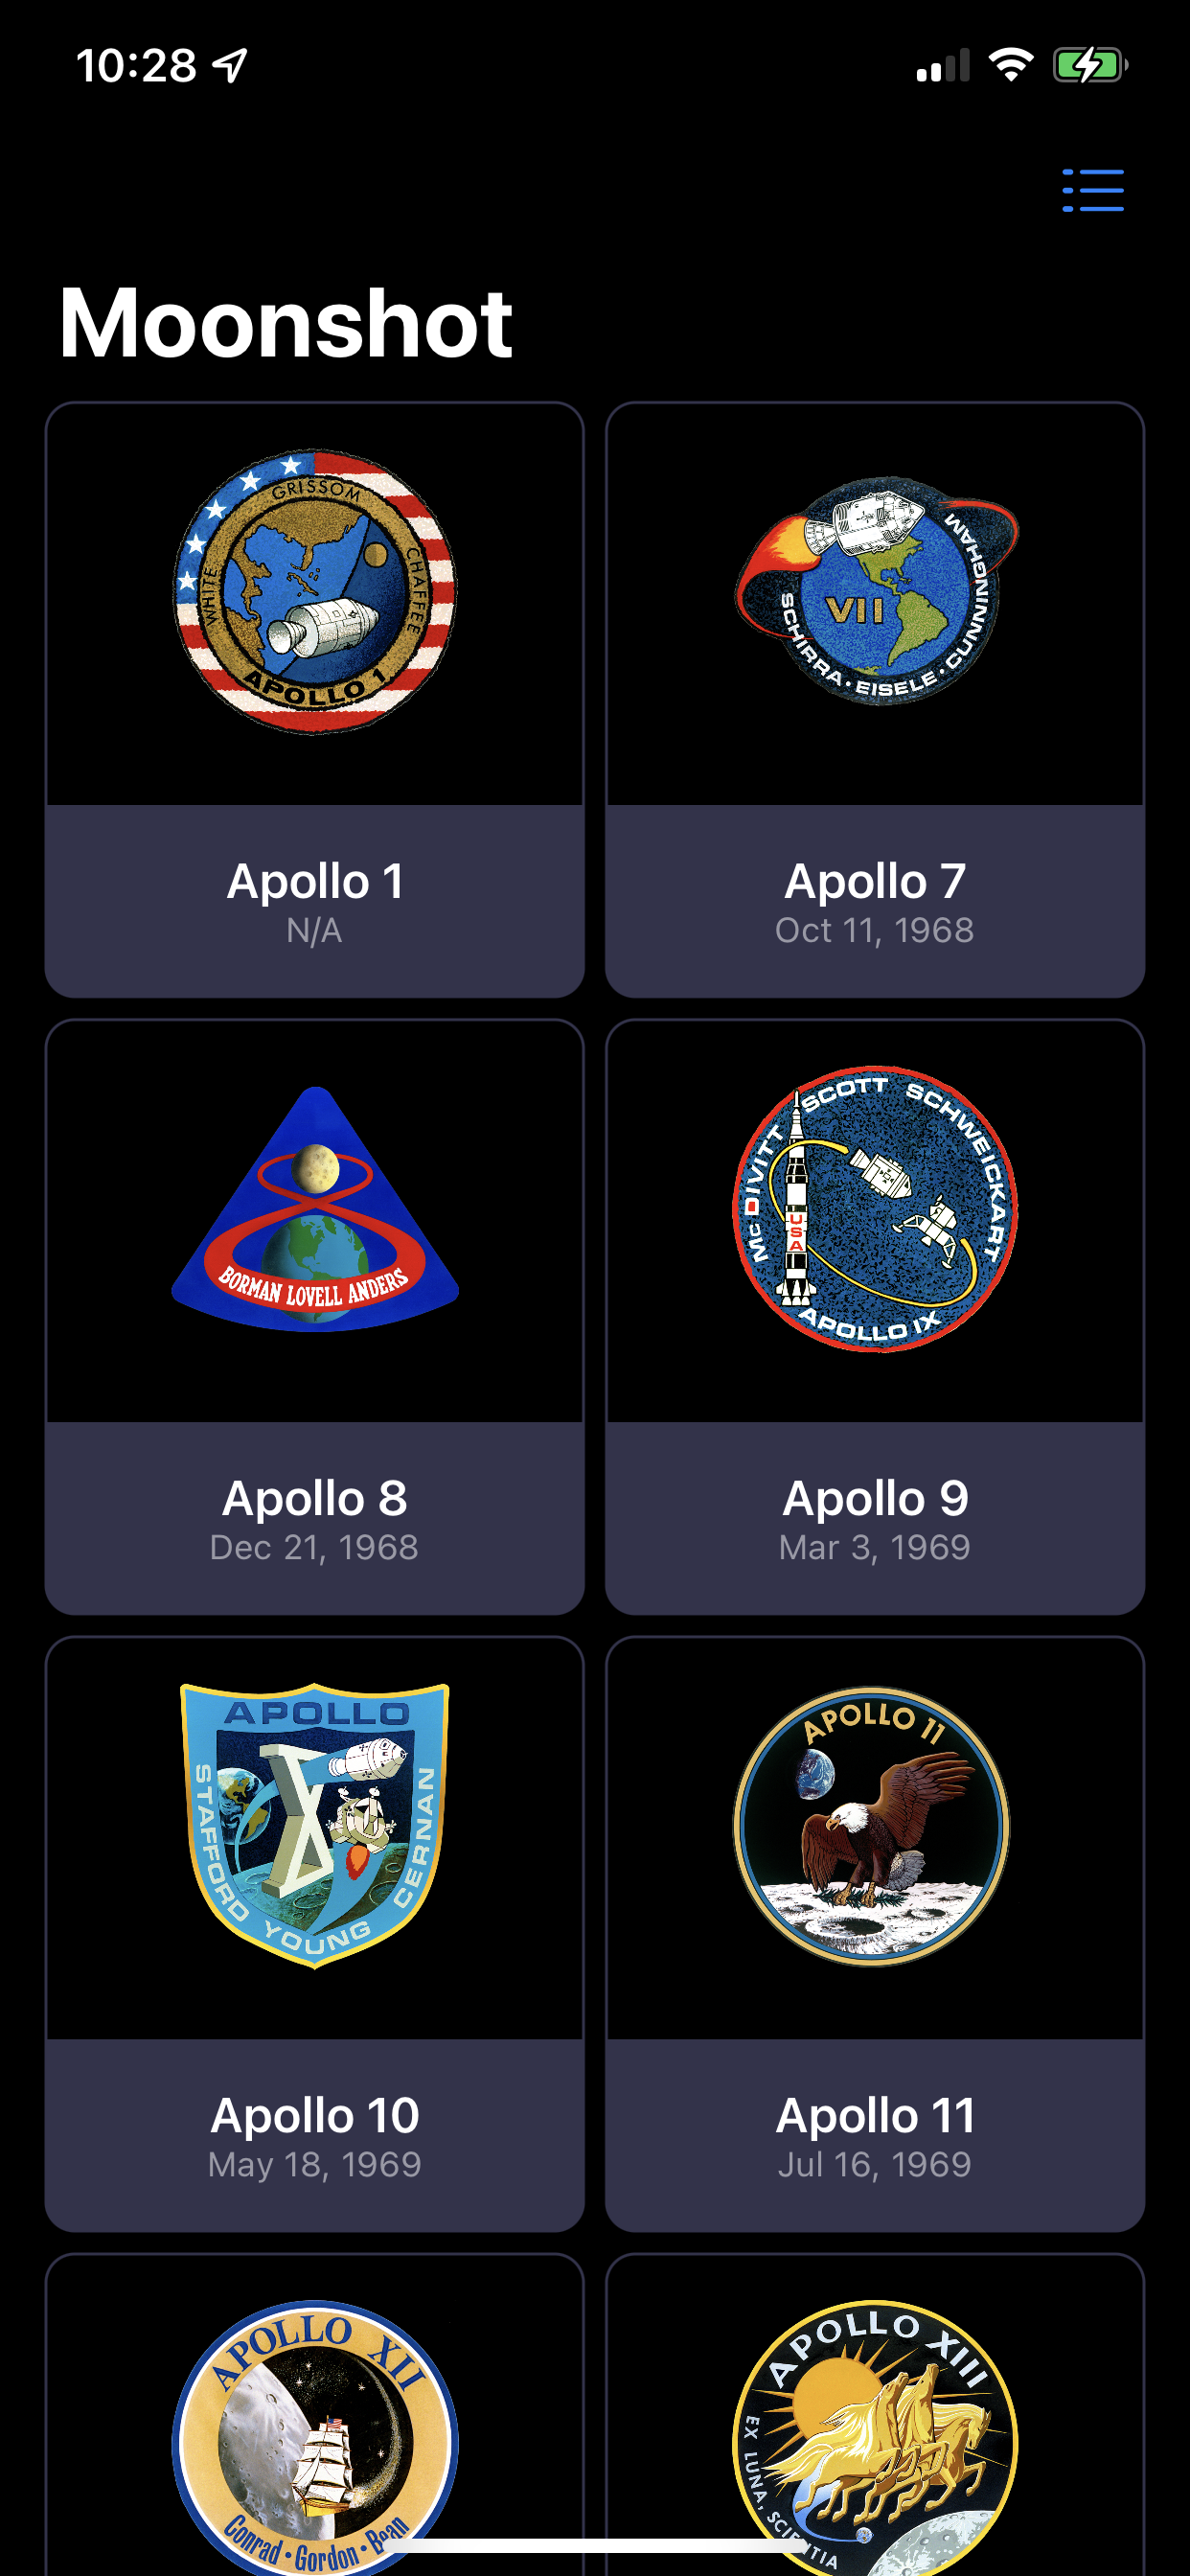 10:28
Moonshot
GRISSOM
WHITE
CHAFFEE
APOLLO 1
VII
SCHIRRA · EISELE · CUNNINGHAM
Apollo 1
N/A
Apollo 7
Oct 11, 1968
BORMAN LOVELL ANDERS
McDIVITT SCOTT SCHWEICKART
USA
APOLLO IX
Apollo 8
Dec 21, 1968
Apollo 9
Mar 3, 1969
APOLLO
X
STAFFORD YOUNG CERNAN
APOLLO 11
Apollo 10
May 18, 1969
Apollo 11
Jul 16, 1969
APOLLO XII
Conrad · Gordon · Bean
APOLLO XIII
EX LUNA, SCIENTIA